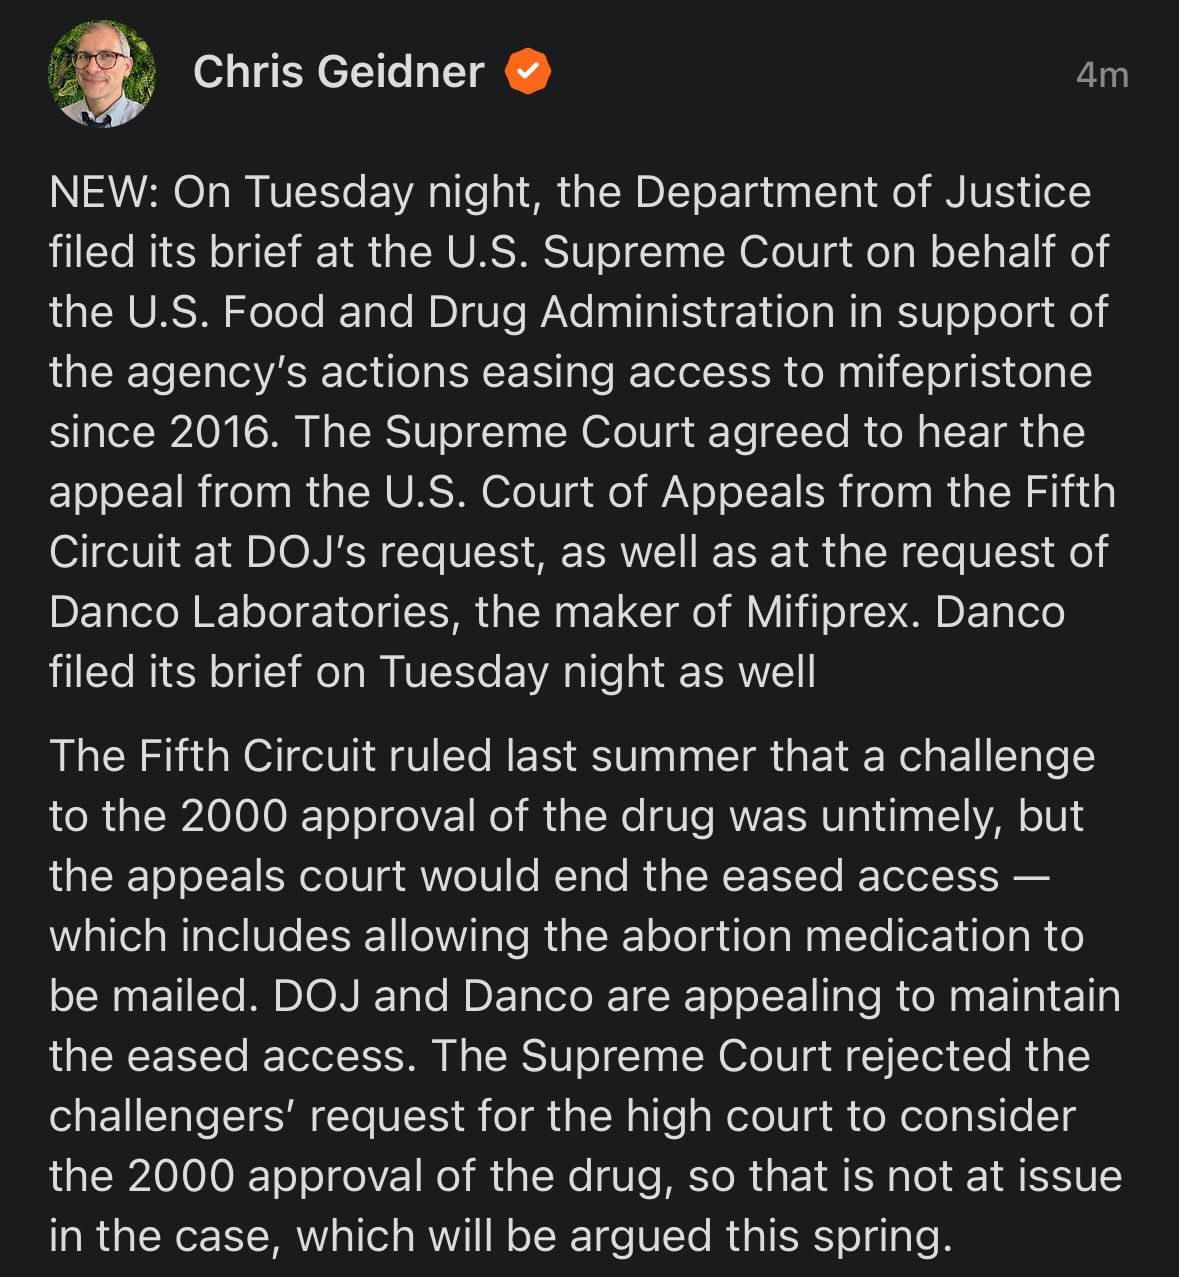 Chris Geidner
4m
NEW: On Tuesday night, the Department of Justice
filed its brief at the U.S. Supreme Court on behalf of
the U.S. Food and Drug Administration in support of
the agency’s actions easing access to mifepristone
since 2016. The Supreme Court agreed to hear the
appeal from the U.S. Court of Appeals from the Fifth
Circuit at DOJ’s request, as well as at the request of
Danco Laboratories, the maker of Mifiprex. Danco
filed its brief on Tuesday night as well
The Fifth Circuit ruled last summer that a challenge
to the 2000 approval of the drug was untimely, but
the appeals court would end the eased access —
which includes allowing the abortion medication to
be mailed. DOJ and Danco are appealing to maintain
the eased access. The Supreme Court rejected the
challengers’ request for the high court to consider
the 2000 approval of the drug, so that is not at issue
in the case, which will be argued this spring.